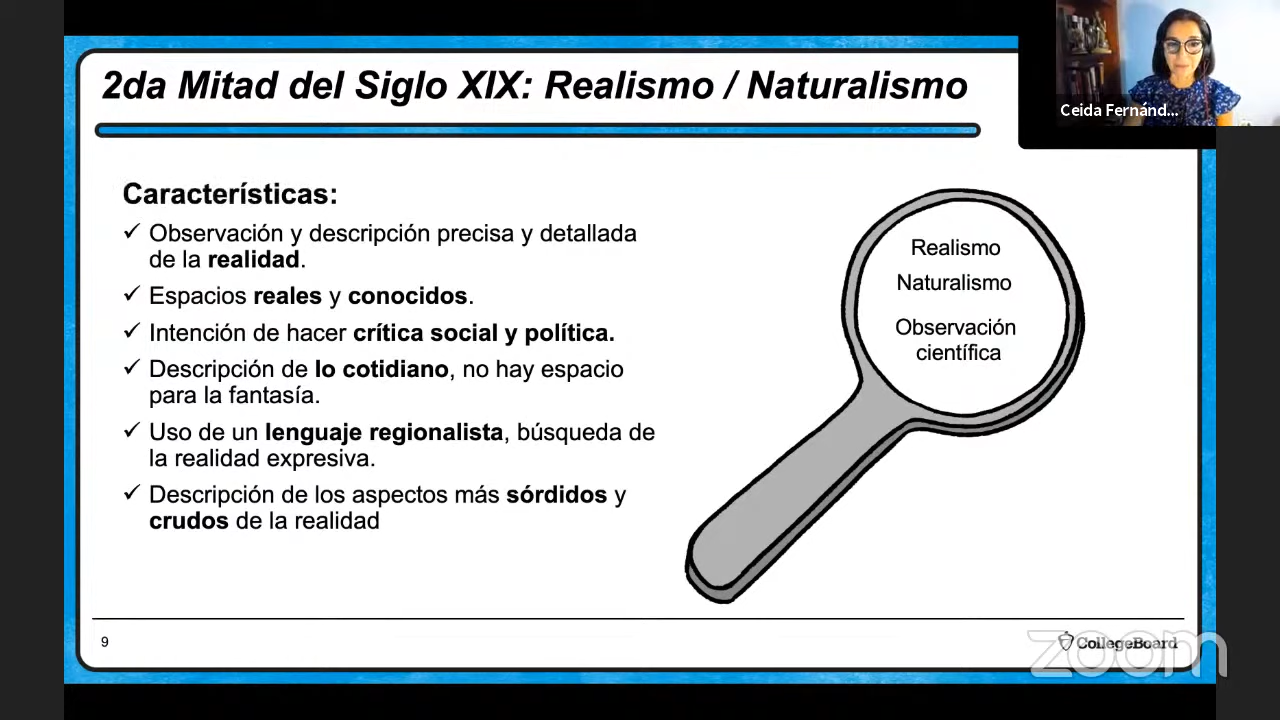 2da Mitad del Siglo XIX: Realismo / Naturalismo
Ceida Fernánd...
Características:
✓ Observación y descripción precisa y detallada
de la realidad.
✓ Espacios reales y conocidos.
✓ Intención de hacer crítica social y política.
✓ Descripción de lo cotidiano, no hay espacio
para la fantasía.
✓ Uso de un lenguaje regionalista, búsqueda de
la realidad expresiva.
✓ Descripción de los aspectos más sórdidos y
crudos de la realidad
Realismo
Naturalismo
Observación
científica
9
CollegeBoard
zoom